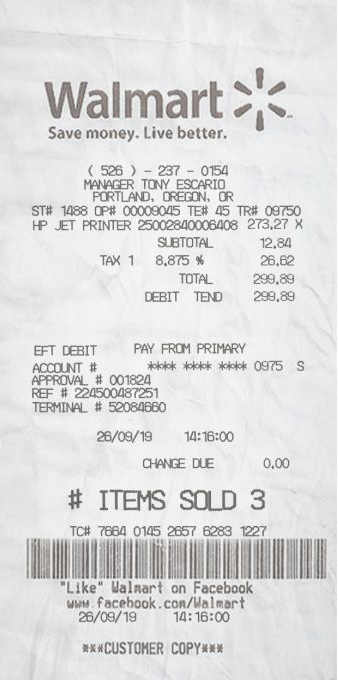 Walmart
Save money. Live better.
( 526 ) - 237 - 0154
MANAGER TONY ESCARIO
PORTLAND, OREGON, OR
ST# 1488 OP# 00009045 TE# 45 TR# 09750
HP JET PRINTER 25002840006408 273.27 X
SUBTOTAL 12.84
TAX 1 8.875 % 26.62
TOTAL 299.89
DEBIT TEND 299.89
EFT DEBIT PAY FROM PRIMARY
ACCOUNT # **** **** **** 0975 S
APPROVAL # 001824
REF # 224500487251
TERMINAL # 52084660
26/09/19 14:16:00
CHANGE DUE 0.00
# ITEMS SOLD 3
TC# 7664 0145 2657 6283 1227
"Like" Walmart on Facebook
www.facebook.com/Walmart
26/09/19 14:16:00
***CUSTOMER COPY***